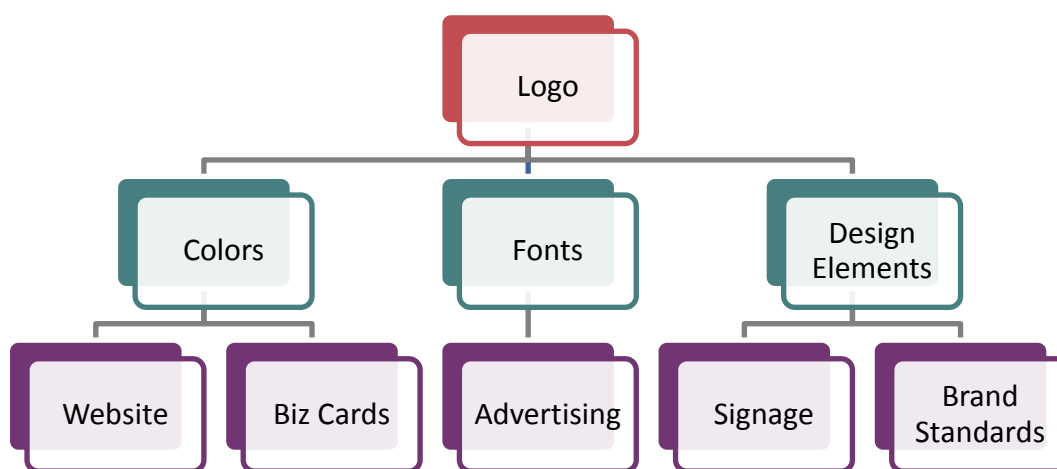 Logo
Colors
Fonts
Design
Elements
Website
Biz Cards
Advertising
Signage
Brand
Standards